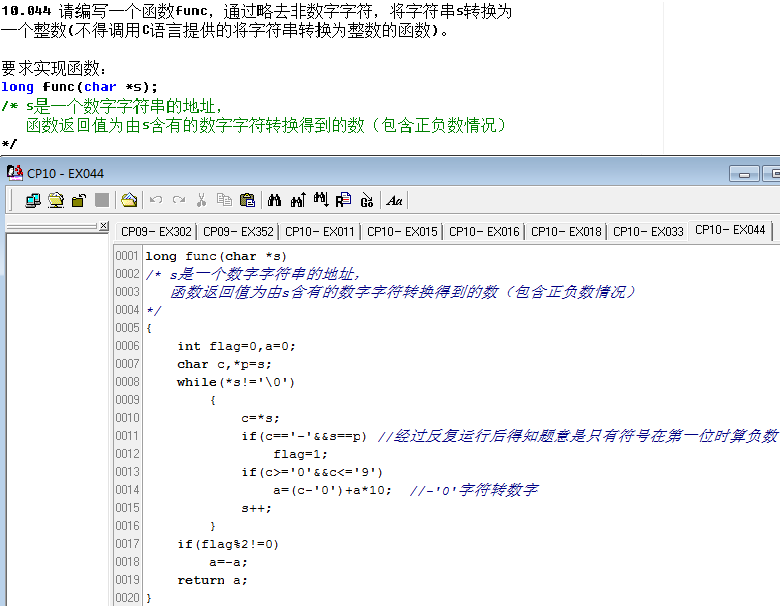 10.044 请编写一个函数func，通过略去非数字字符，将字符串s转换为
一个整数(不得调用C语言提供的将字符串转换为整数的函数)。
要求实现函数：
long func(char *s);
/* s是一个数字字符串的地址，
函数返回值为由s含有的数字字符转换得到的数（包含正负数情况）
*/
CP10 - EX044
CP09- EX302 CP09- EX352 CP10- EX011 CP10- EX015 CP10- EX016 CP10- EX018 CP10- EX033 CP10- EX044
0001 long func(char *s)
0002 /* s是一个数字字符串的地址，
0003 函数返回值为由s含有的数字字符转换得到的数（包含正负数情况）
0004 */
0005 {
0006 int flag=0,a=0;
0007 char c,*p=s;
0008 while(*s!='\0')
0009 {
0010 c=*s;
0011 if(c=='-'&&s==p) //经过反复运行后得知题意是只有符号在第一位时算负数
0012 flag=1;
0013 if(c>='0'&&c<='9')
0014 a=(c-'0')+a*10; //-'0'字符转数字
0015 s++;
0016 }
0017 if(flag%2!=0)
0018 a=-a;
0019 return a;
0020 }